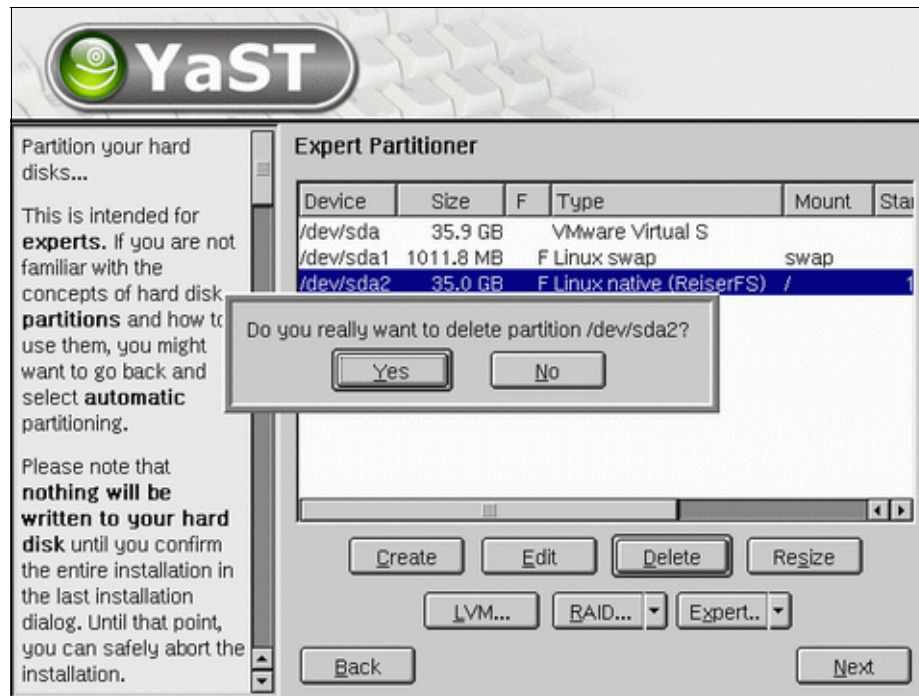 YaST
Partition your hard
disks...
This is intended for
experts. If you are not
familiar with the
concepts of hard disk
partitions and how to
use them, you might
want to go back and
select automatic
partitioning.
Please note that
nothing will be
written to your hard
disk until you confirm
the entire installation in
the last installation
dialog. Until that point,
you can safely abort the
installation.
Expert Partitioner
Device Size F Type Mount Star
/dev/sda 35.9 GB VMware Virtual S
/dev/sda1 1011.8 MB F Linux swap swap
/dev/sda2 35.0 GB F Linux native (ReiserFS) / 1
Do you really want to delete partition /dev/sda2?
Yes No
Create Edit Delete Resize
LVM... RAID... Expert..
Back Next